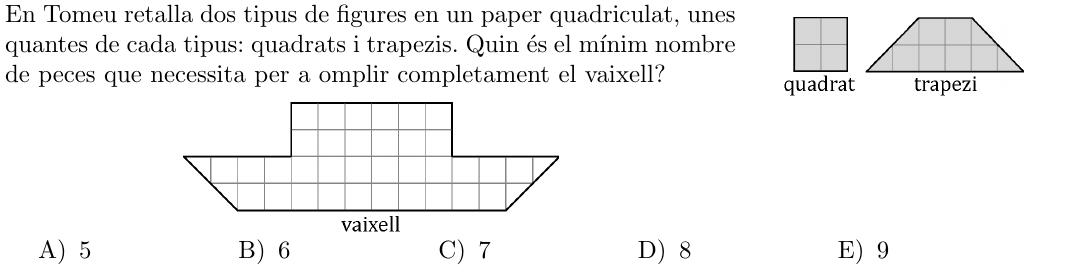 En Tomeu retalla dos tipus de figures en un paper quadriculat, unes
quantes de cada tipus: quadrats i trapezis. Quin és el mínim nombre
de peces que necessita per a omplir completament el vaixell?
quadrat trapezi
vaixell
A) 5 B) 6 C) 7 D) 8 E) 9